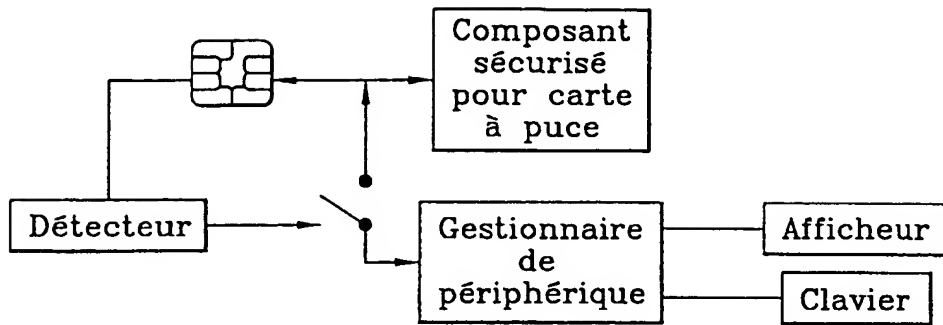 Composant
sécurisé
pour carte
à puce
Détecteur
Gestionnaire
de
périphérique
Afficheur
Clavier